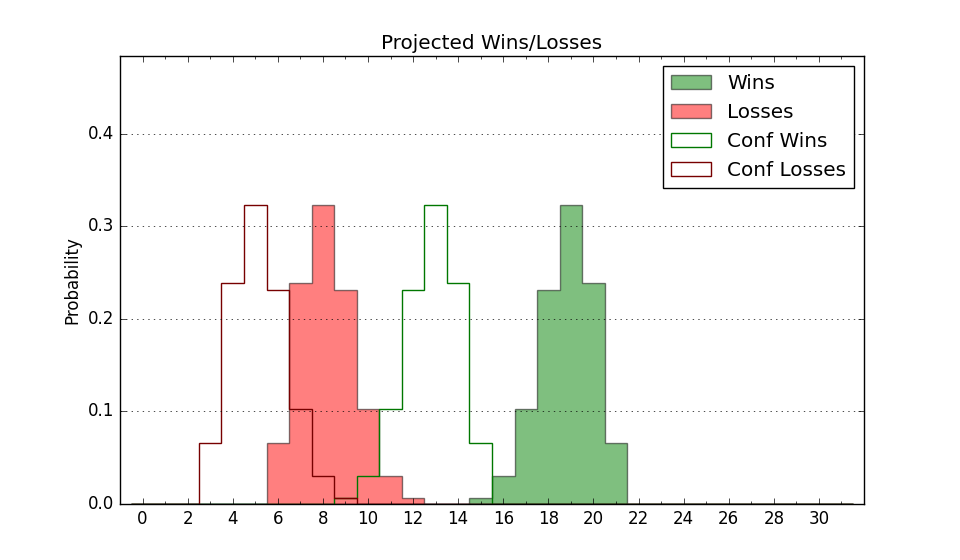 Projected Wins/Losses
Wins
Losses
Conf Wins
Conf Losses
Probability
0.4
0.3
0.2
0.1
0.0
0 2 4 6 8 10 12 14 16 18 20 22 24 26 28 30